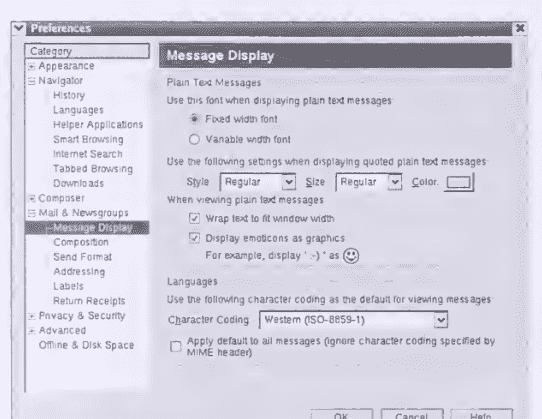 Preferences
Category
Appearance
Navigator
History
Languages
Helper Applications
Smart Browsing
Internet Search
Tabbed Browsing
Downloads
Composer
Mail & Newsgroups
Message Display
Composition
Send Format
Addressing
Labels
Return Receipts
Privacy & Security
Advanced
Offline & Disk Space
Message Display
Plain Text Messages
Use this font when displaying plain text messages
Fixed width font
Variable width font
Use the following settings when displaying quoted plain text messages
Style Regular Size Regular Color:
When viewing plain text messages
Wrap text to fit window width
Display emoticons as graphics
For example, display ' :-) ' as
Languages
Use the following character coding as the default for viewing messages
Character Coding Western (ISO-8859-1)
Apply default to all messages (ignore character coding specified by
MIME header)
OK Cancel Help